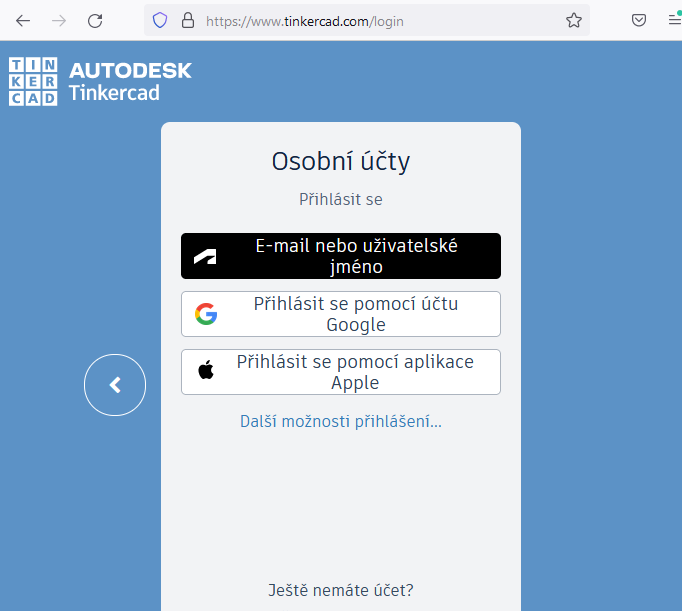 https://www.tinkercad.com/login
TIN
KER
CAD
AUTODESK
Tinkercad
Osobní účty
Přihlásit se
E-mail nebo uživatelské
jméno
Přihlásit se pomocí účtu
Google
Přihlásit se pomocí aplikace
Apple
Další možnosti přihlášení...
Ještě nemáte účet?